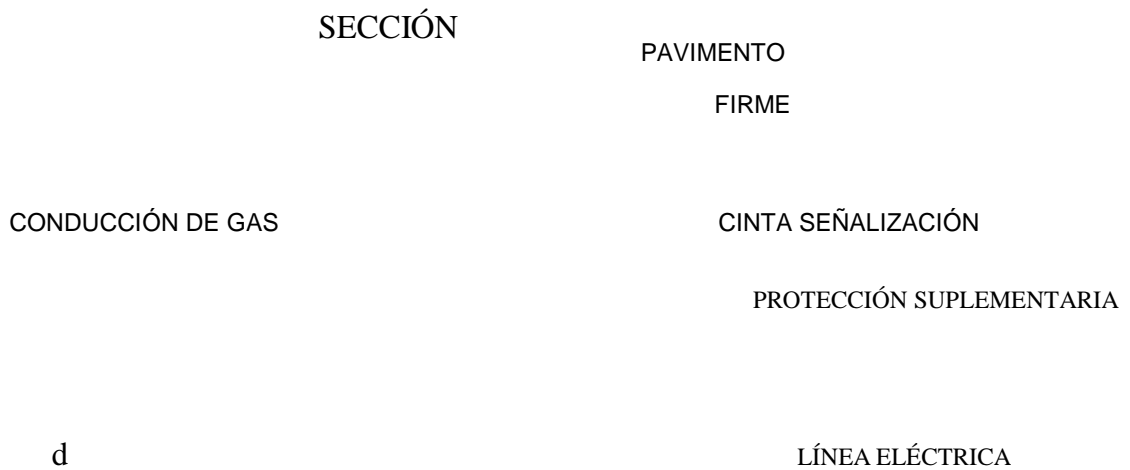 SECCIÓN
PAVIMENTO
FIRME
CONDUCCIÓN DE GAS
CINTA SEÑALIZACIÓN
PROTECCIÓN SUPLEMENTARIA
d
LÍNEA ELÉCTRICA